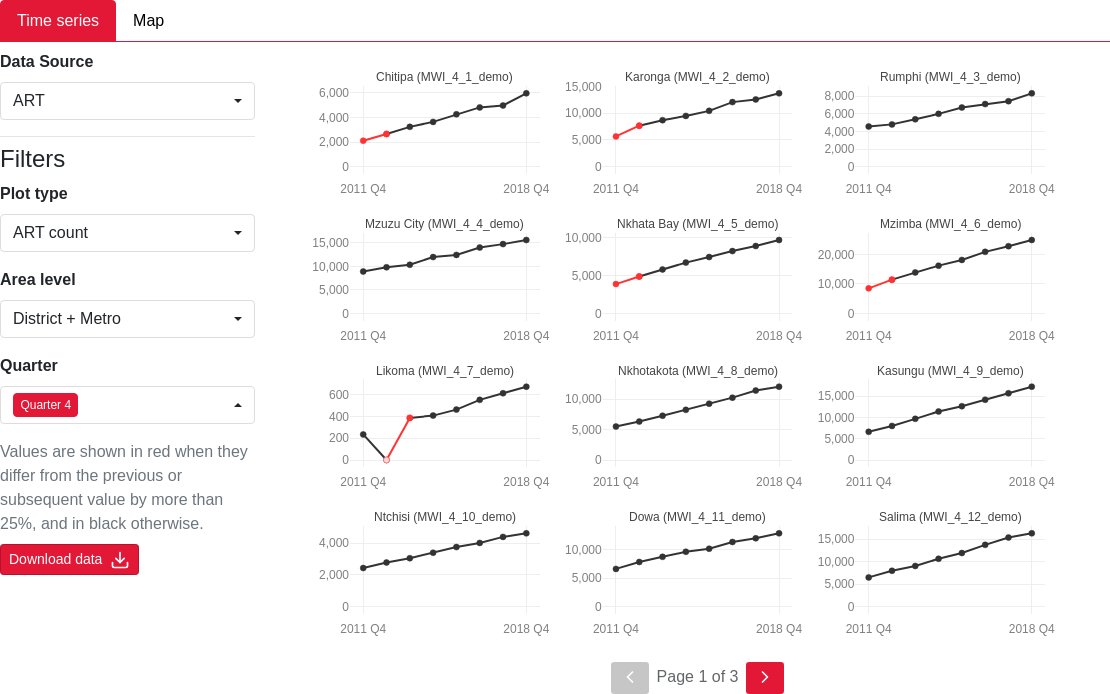 Time series
Map
Data Source
ART
Filters
Plot type
ART count
Area level
District + Metro
Quarter
Quarter 4
Values are shown in red when they
differ from the previous or
subsequent value by more than
25%, and in black otherwise.
Download data
Chitipa (MWI_4_1_demo)
6,000
4,000
2,000
0
2011 Q4
2018 Q4
Karonga (MWI_4_2_demo)
15,000
10,000
5,000
0
2011 Q4
2018 Q4
Rumphi (MWI_4_3_demo)
8,000
6,000
4,000
2,000
0
2011 Q4
2018 Q4
Mzuzu City (MWI_4_4_demo)
15,000
10,000
5,000
0
2011 Q4
2018 Q4
Nkhata Bay (MWI_4_5_demo)
10,000
5,000
0
2011 Q4
2018 Q4
Mzimba (MWI_4_6_demo)
20,000
10,000
0
2011 Q4
2018 Q4
Likoma (MWI_4_7_demo)
600
400
200
0
2011 Q4
2018 Q4
Nkhotakota (MWI_4_8_demo)
10,000
5,000
0
2011 Q4
2018 Q4
Kasungu (MWI_4_9_demo)
15,000
10,000
5,000
0
2011 Q4
2018 Q4
Ntchisi (MWI_4_10_demo)
4,000
2,000
0
2011 Q4
2018 Q4
Dowa (MWI_4_11_demo)
10,000
5,000
0
2011 Q4
2018 Q4
Salima (MWI_4_12_demo)
15,000
10,000
5,000
0
2011 Q4
2018 Q4
Page 1 of 3